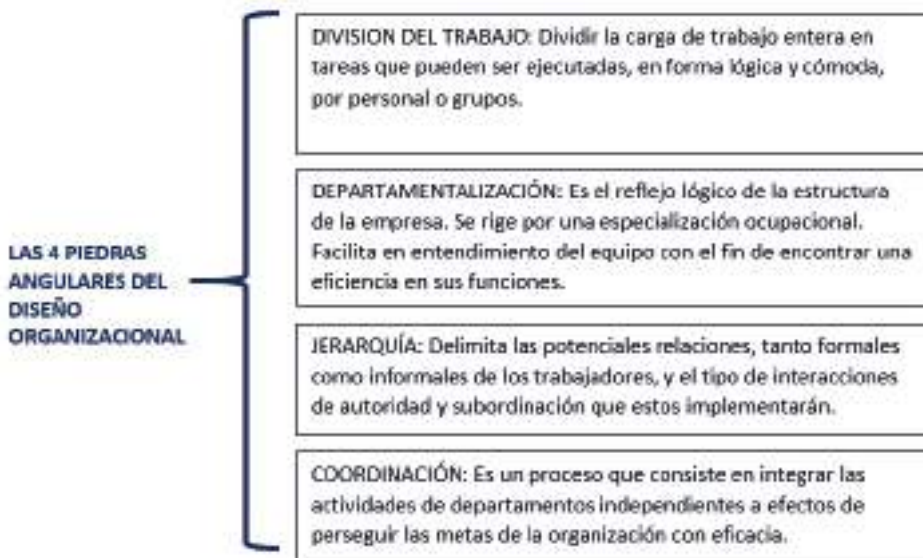 LAS 4 PIEDRAS
ANGULARES DEL
DISEÑO
ORGANIZACIONAL
DIVISION DEL TRABAJO: Dividir la carga de trabajo entera en
tareas que pueden ser ejecutadas, en forma lógica y cómoda,
por personal o grupos.
DEPARTAMENTALIZACIÓN: Es el reflejo lógico de la estructura
de la empresa. Se rige por una especialización ocupacional.
Facilita en entendimiento del equipo con el fin de encontrar una
eficiencia en sus funciones.
JERARQUÍA: Delimita las potenciales relaciones, tanto formales
como informales de los trabajadores, y el tipo de interacciones
de autoridad y subordinación que estos implementarán.
COORDINACIÓN: Es un proceso que consiste en integrar las
actividades de departamentos independientes a efectos de
perseguir las metas de la organización con eficacia.